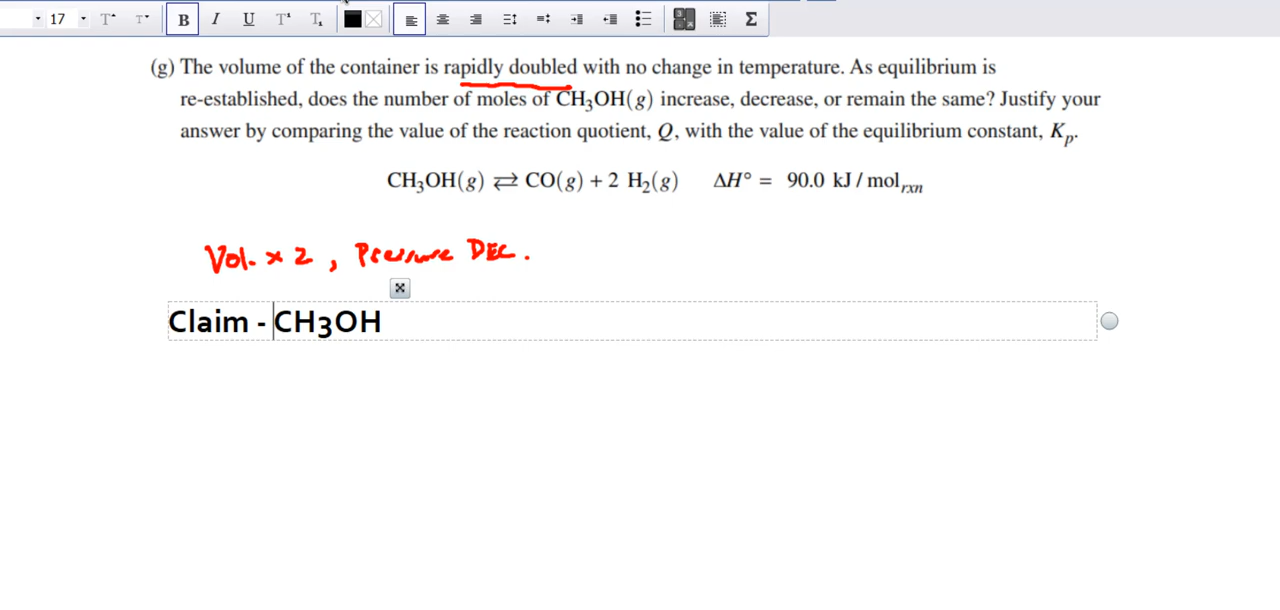 17 T T B I U T¹ T₁ Σ
(g) The volume of the container is rapidly doubled with no change in temperature. As equilibrium is
re-established, does the number of moles of CH₃OH(g) increase, decrease, or remain the same? Justify your
answer by comparing the value of the reaction quotient, Q, with the value of the equilibrium constant, Kₚ.
CH₃OH(g) ⇄ CO(g) + 2 H₂(g) ΔH° = 90.0 kJ / molᵣₓₙ
Vol. × 2 , Pressure DEC.
Claim - CH3OH